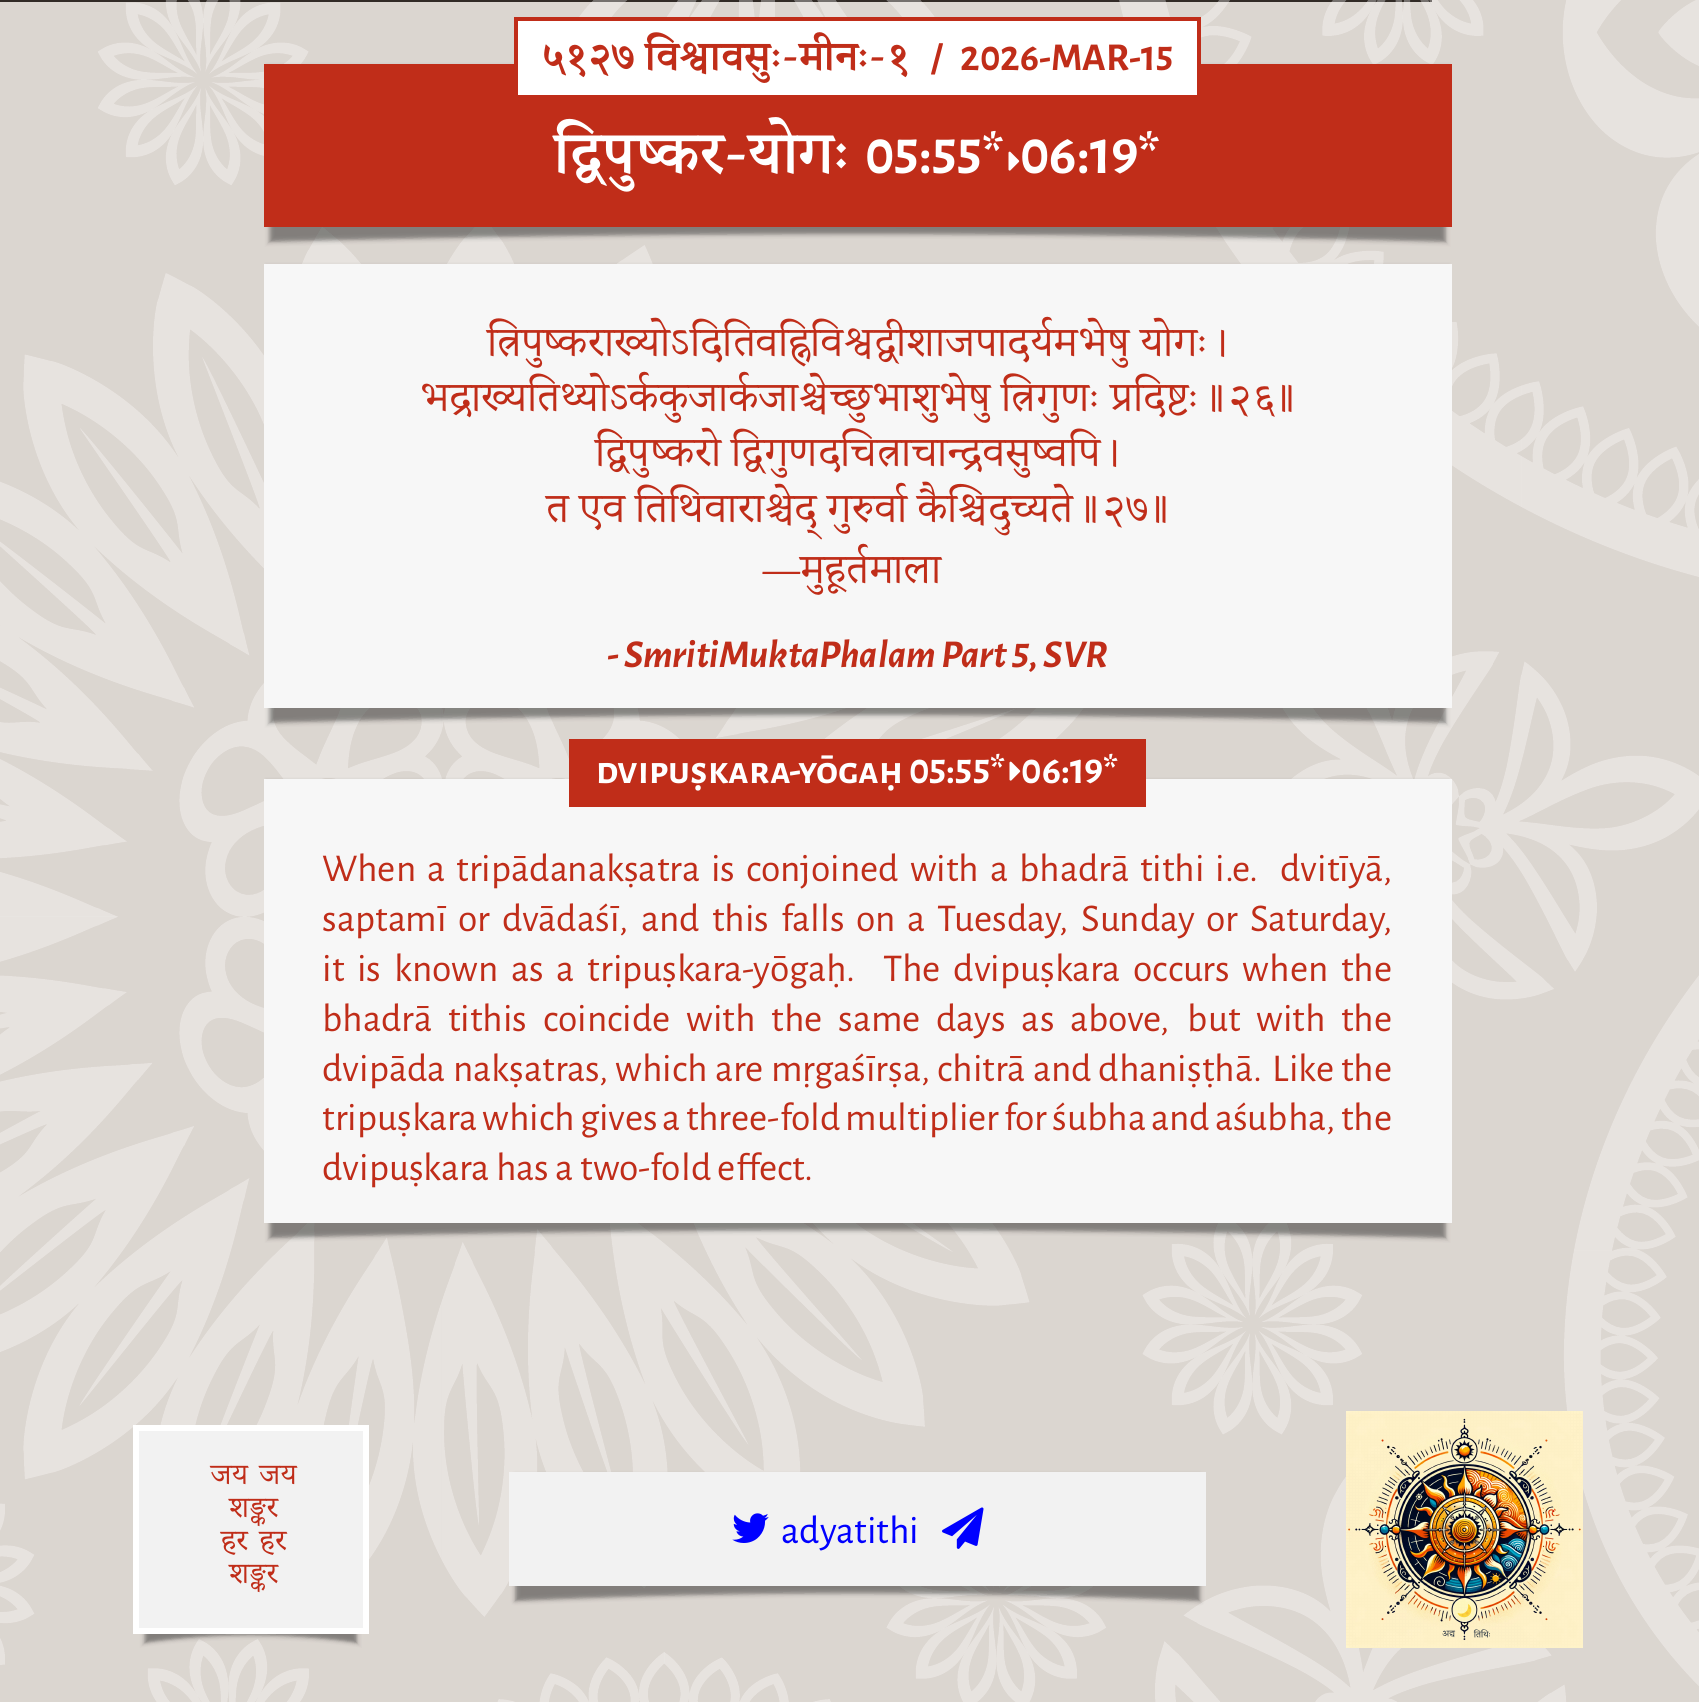 ५१२७ विश्वावसुः-मीनः-१ / 2026-MAR-15
द्विपुष्कर-योगः 05:55*▸06:19*
त्रिपुष्कराख्योऽदितिवह्निविश्वद्वीशाजपादर्यमभेषु योगः ।
भद्राख्यतिथ्योऽर्ककुजार्कजाश्चेच्छुभाशुभेषु त्रिगुणः प्रदिष्टः ॥२६॥
द्विपुष्करो द्विगुणदचित्राचान्द्रवसुष्वपि ।
त एव तिथिवाराश्चेद् गुरुर्वा कैश्चिदुच्यते ॥२७॥
—मुहूर्तमाला
- SmritiMuktaPhalam Part 5, SVR
DVIPUṢKARA-YŌGAḤ 05:55*▸06:19*
When a tripādanakṣatra is conjoined with a bhadrā tithi i.e. dvitīyā,
saptamī or dvādaśī, and this falls on a Tuesday, Sunday or Saturday,
it is known as a tripuṣkara-yōgaḥ. The dvipuṣkara occurs when the
bhadrā tithis coincide with the same days as above, but with the
dvipāda nakṣatras, which are mṛgaśīrṣa, chitrā and dhaniṣṭhā. Like the
tripuṣkara which gives a three-fold multiplier for śubha and aśubha, the
dvipuṣkara has a two-fold effect.
जय जय
शङ्कर
हर हर
शङ्कर
adyatithi
अद्य तिथिः